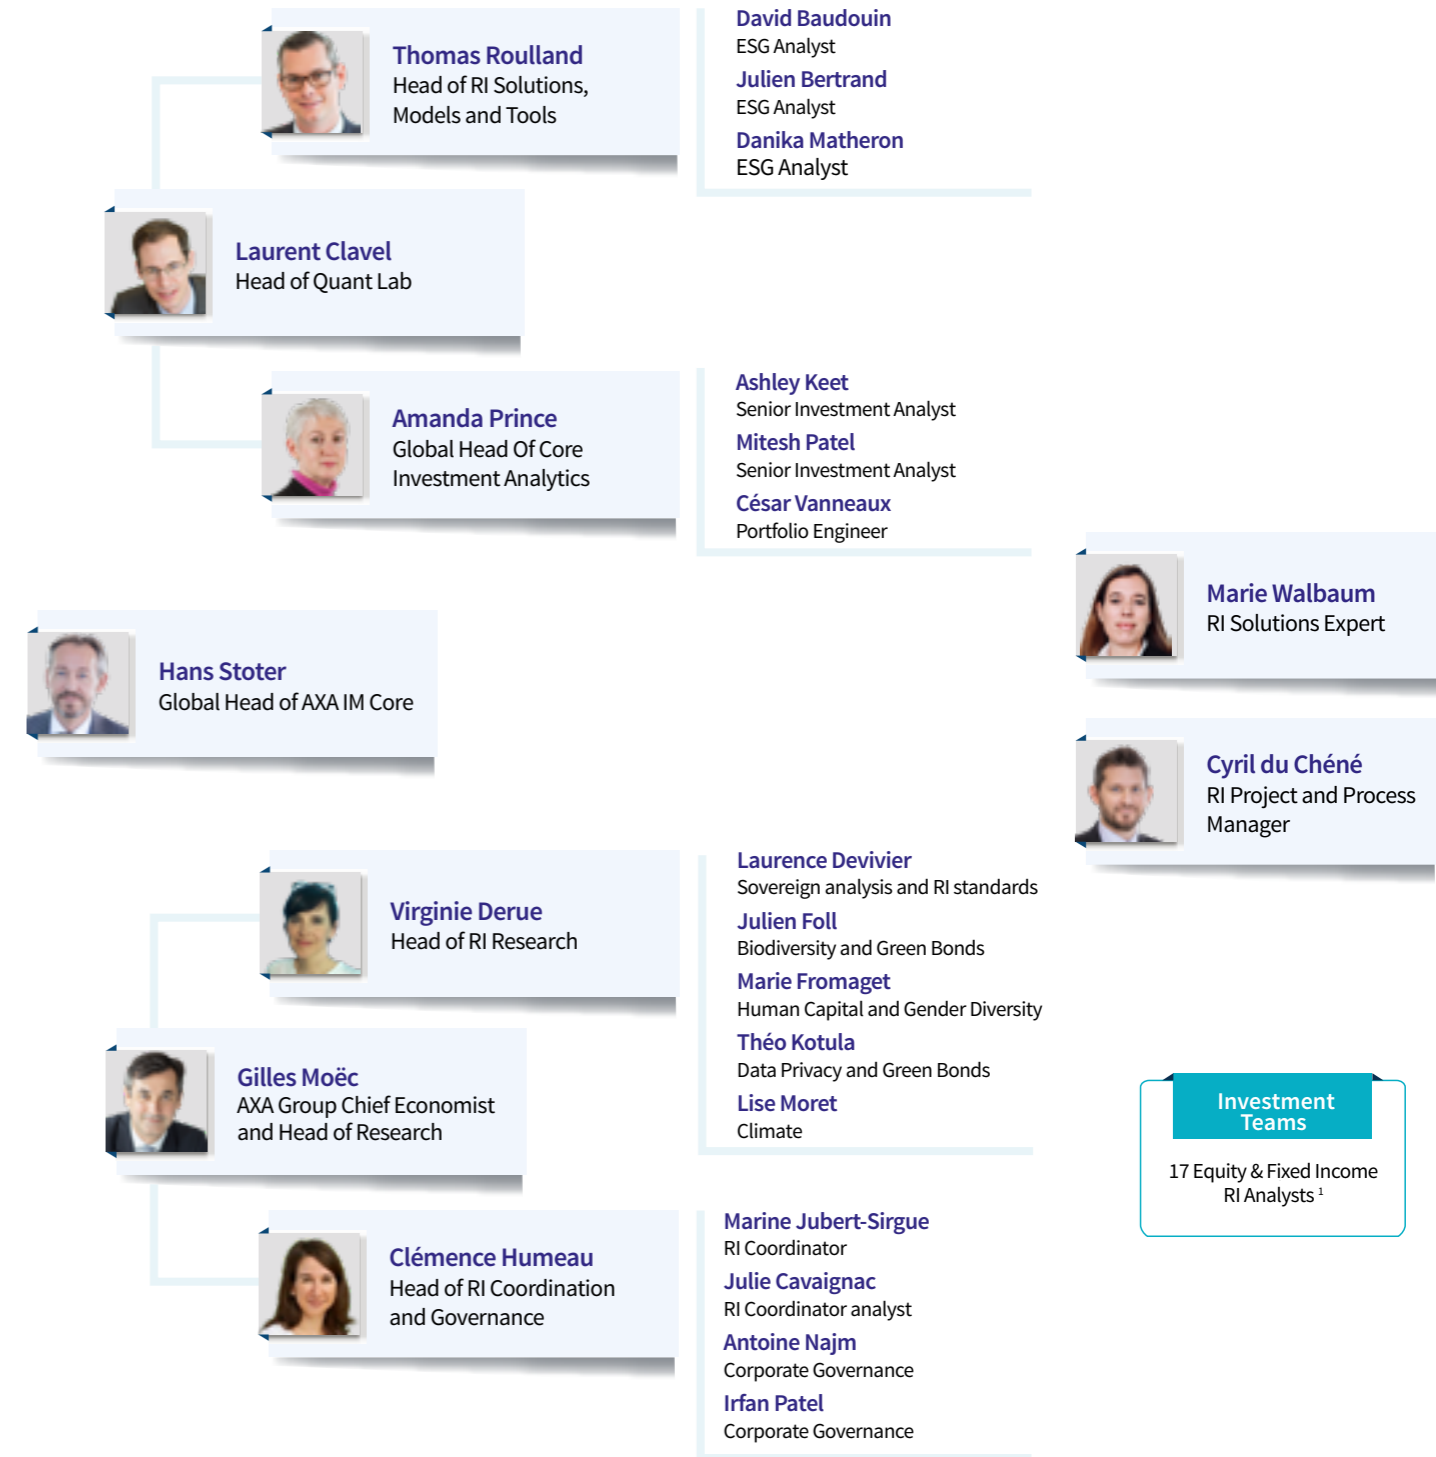 Thomas Roulland
Head of RI Solutions,
Models and Tools
David Baudouin
ESG Analyst
Julien Bertrand
ESG Analyst
Danika Matheron
ESG Analyst
Laurent Clavel
Head of Quant Lab
Amanda Prince
Global Head Of Core
Investment Analytics
Ashley Keet
Senior Investment Analyst
Mitesh Patel
Senior Investment Analyst
César Vanneaux
Portfolio Engineer
Marie Walbaum
RI Solutions Expert
Hans Stoter
Global Head of AXA IM Core
Cyril du Chéné
RI Project and Process
Manager
Virginie Derue
Head of RI Research
Laurence Devivier
Sovereign analysis and RI standards
Julien Foll
Biodiversity and Green Bonds
Marie Fromaget
Human Capital and Gender Diversity
Théo Kotula
Data Privacy and Green Bonds
Lise Moret
Climate
Gilles Moëc
AXA Group Chief Economist
and Head of Research
Investment
Teams
17 Equity & Fixed Income
RI Analysts 1
Clémence Humeau
Head of RI Coordination
and Governance
Marine Jubert-Sirgue
RI Coordinator
Julie Cavaignac
RI Coordinator analyst
Antoine Najm
Corporate Governance
Irfan Patel
Corporate Governance